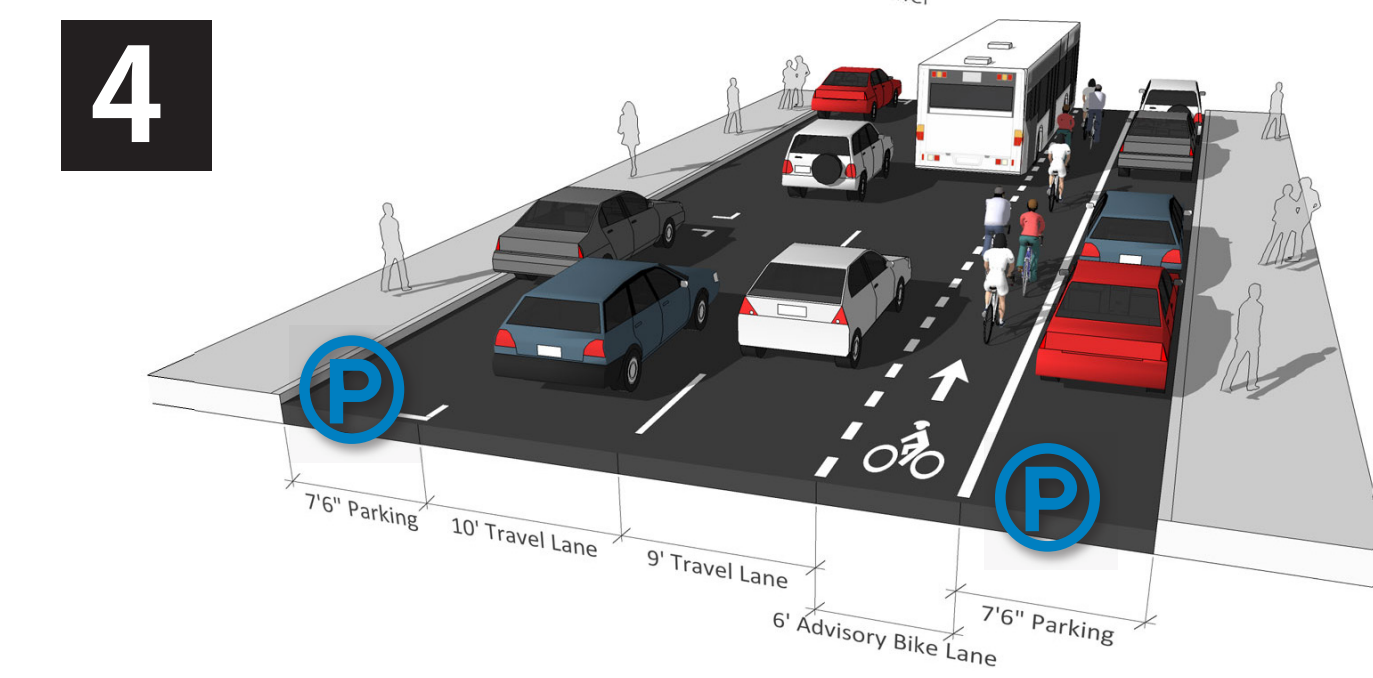 4
P
P
7'6" Parking
10' Travel Lane
9' Travel Lane
6' Advisory Bike Lane
7'6" Parking